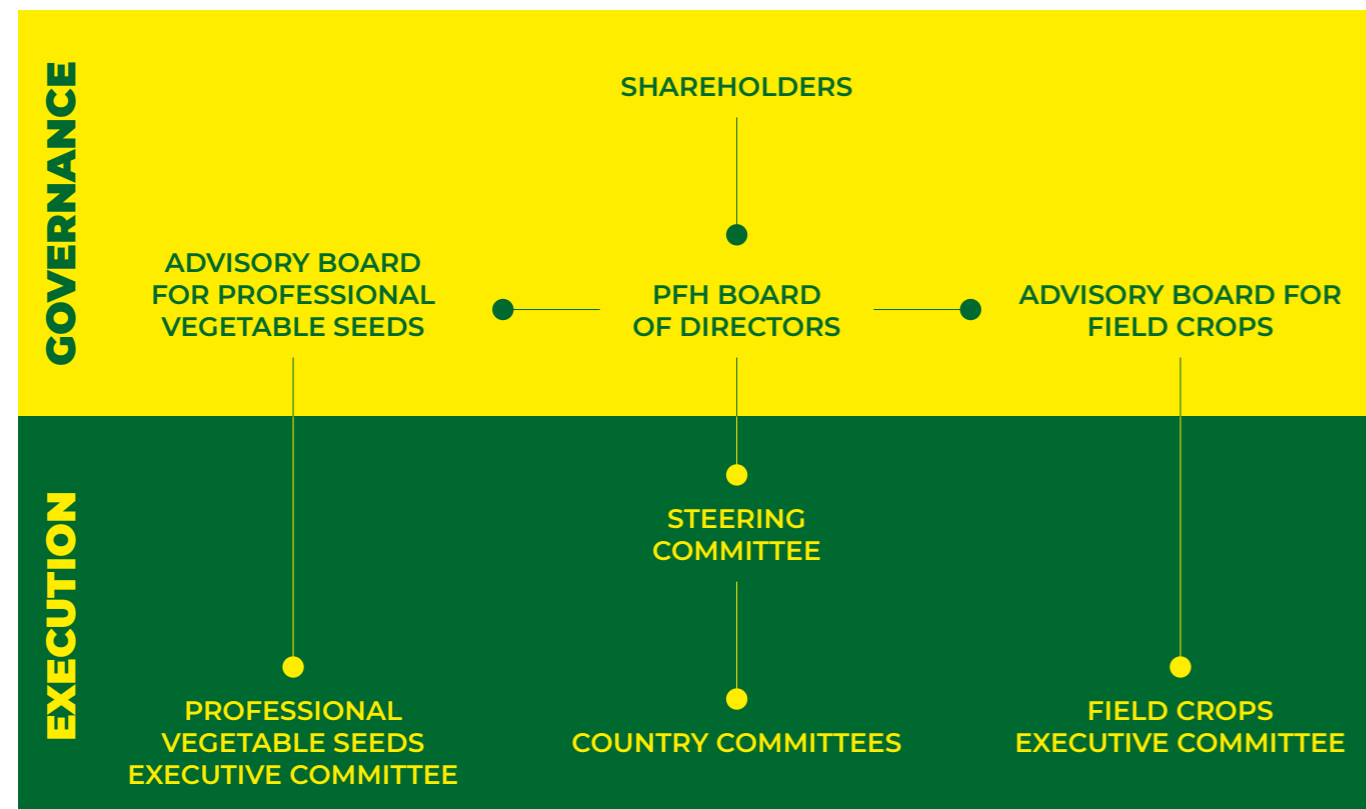 GOVERNANCE
SHAREHOLDERS
ADVISORY BOARD
FOR PROFESSIONAL
VEGETABLE SEEDS
PFH BOARD
OF DIRECTORS
ADVISORY BOARD FOR
FIELD CROPS
EXECUTION
STEERING
COMMITTEE
PROFESSIONAL
VEGETABLE SEEDS
EXECUTIVE COMMITTEE
COUNTRY COMMITTEES
FIELD CROPS
EXECUTIVE COMMITTEE